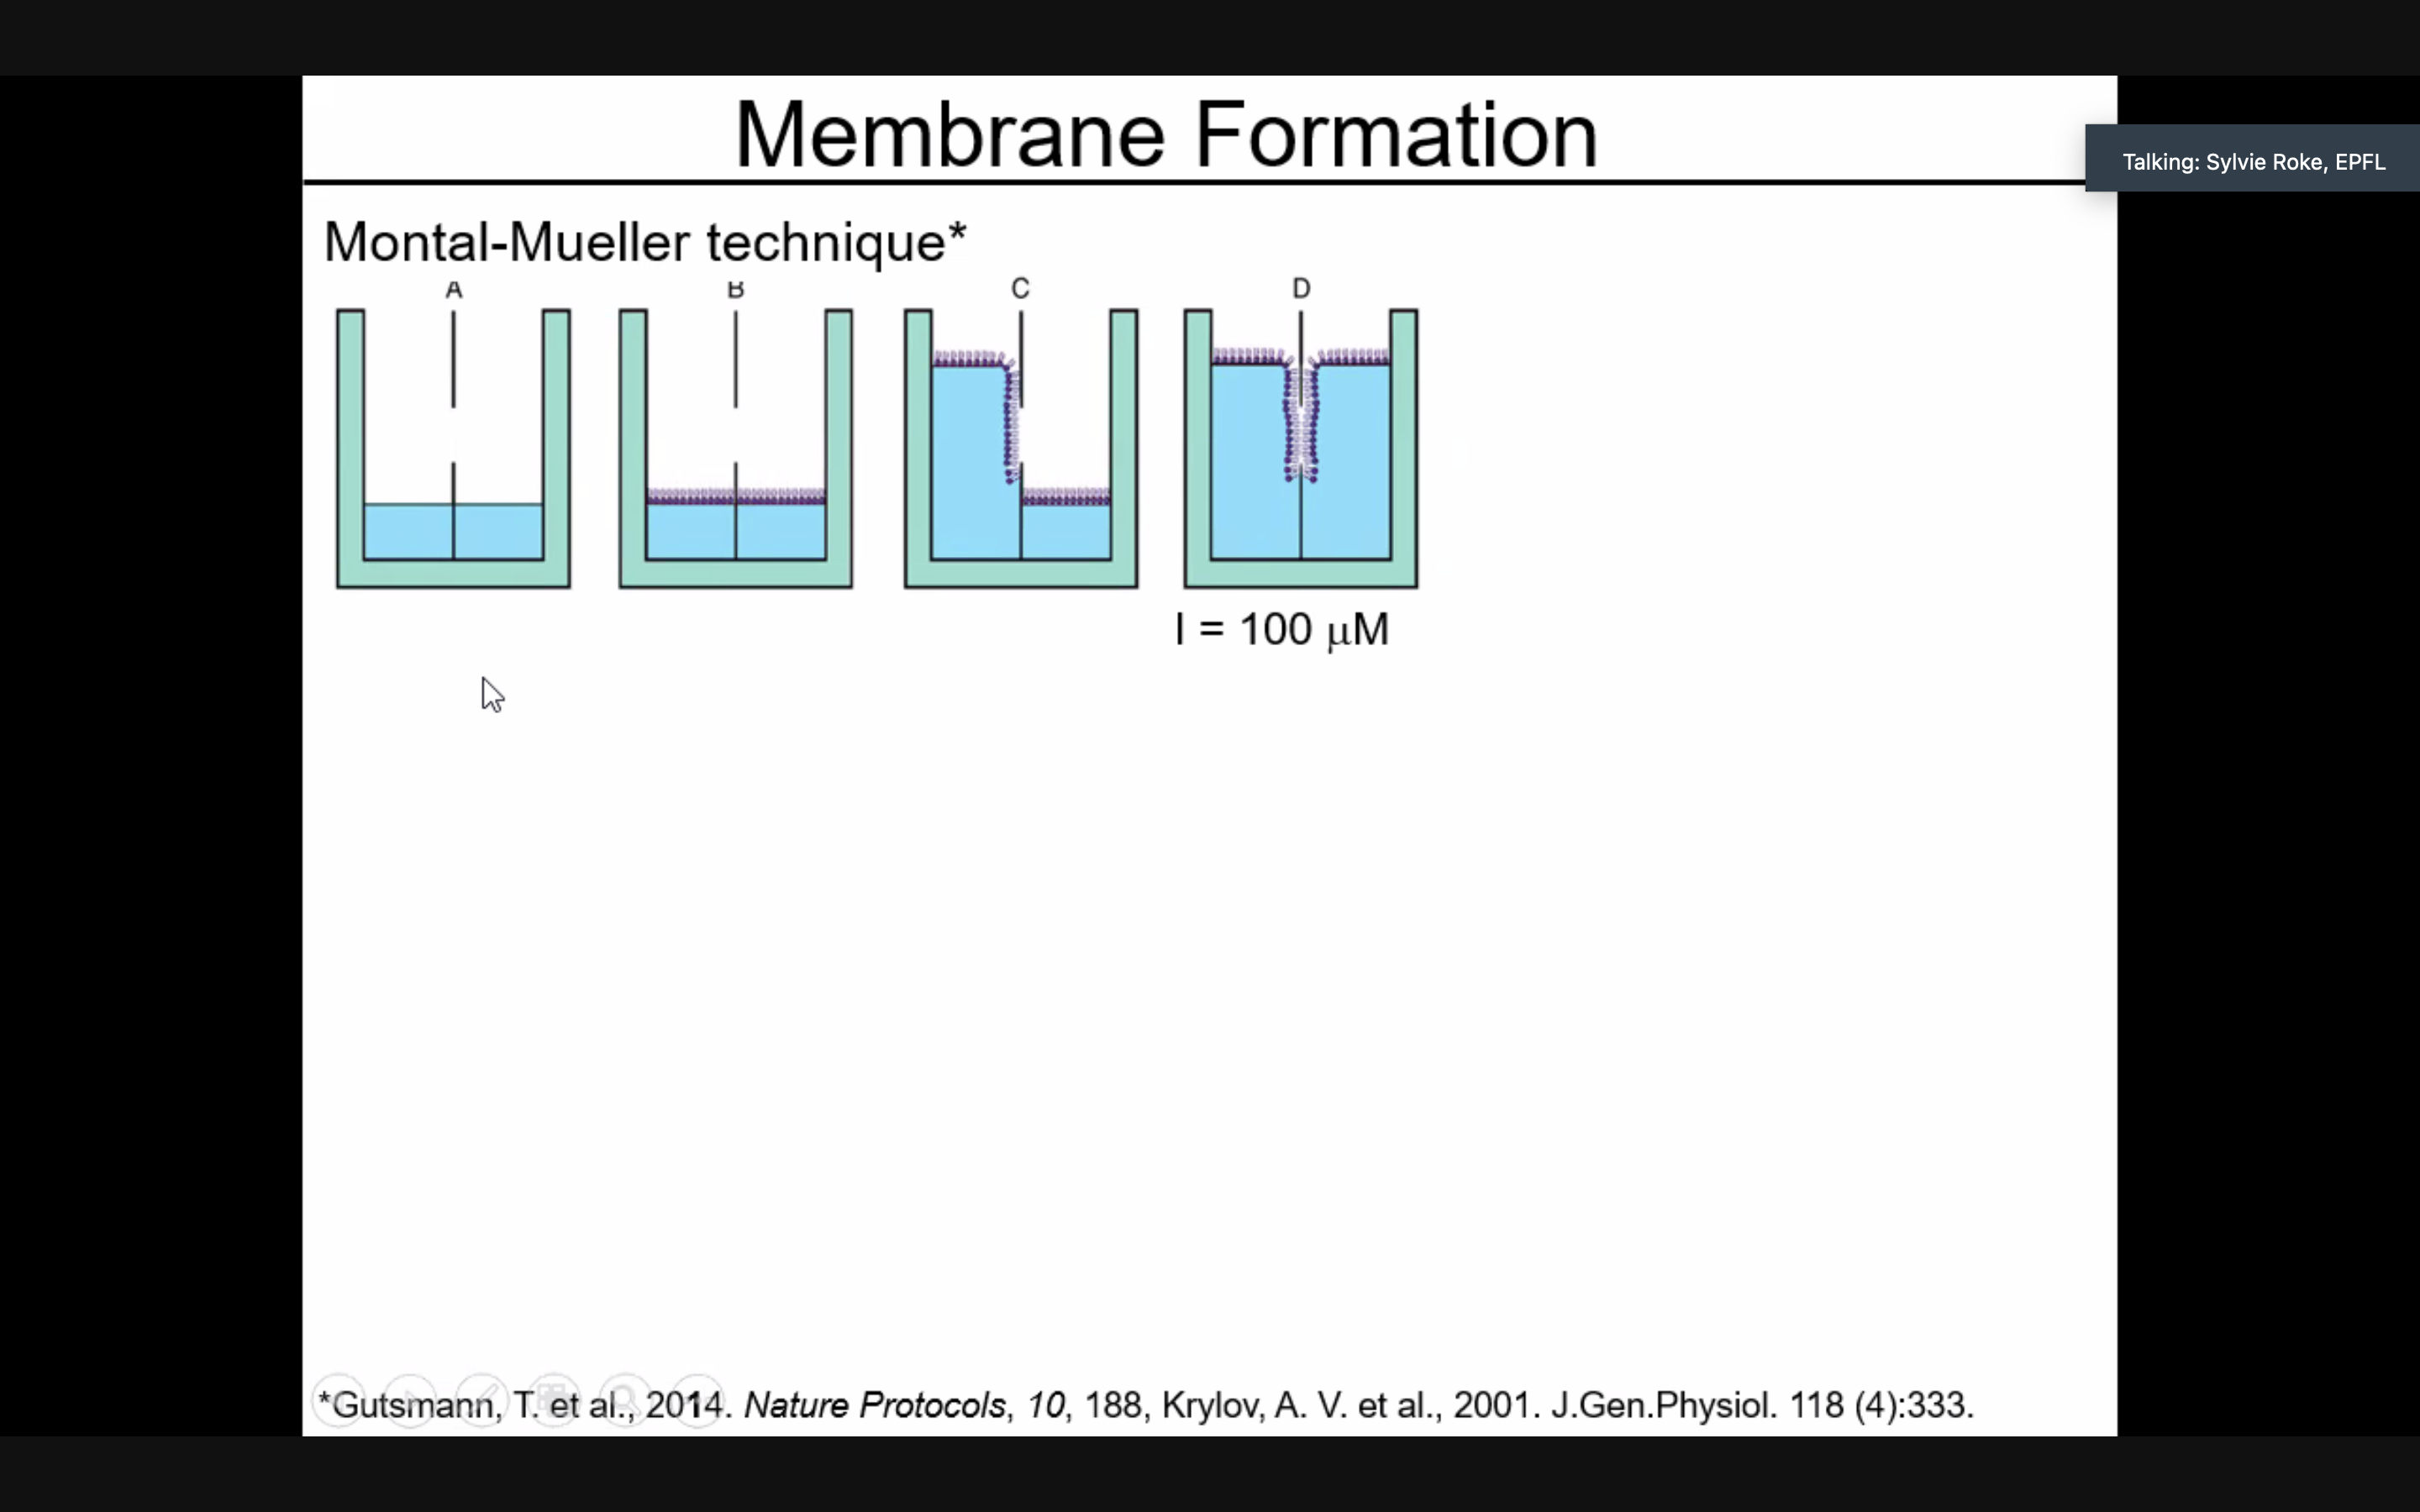 Membrane Formation
Talking: Sylvie Roke, EPFL
Montal-Mueller technique*
A B C D
I = 100 μM
*Gutsmann, T. et al., 2014. Nature Protocols, 10, 188, Krylov, A. V. et al., 2001. J.Gen.Physiol. 118 (4):333.